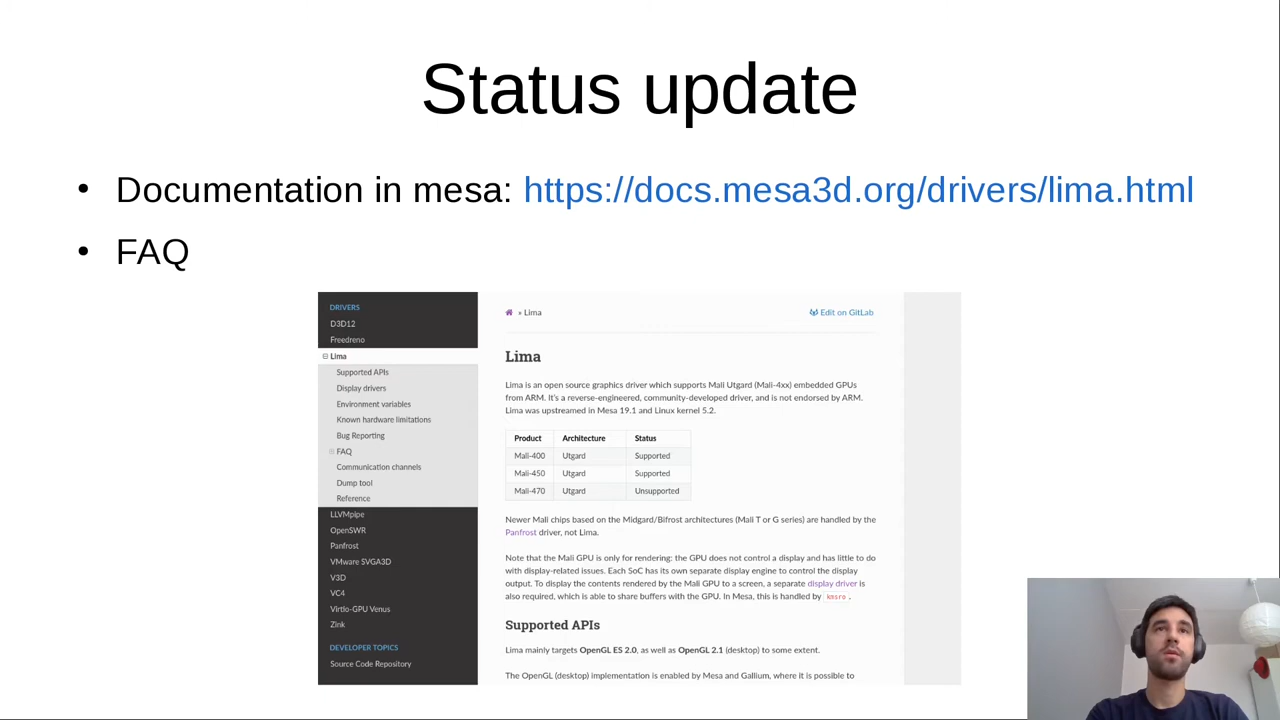 Status update
• Documentation in mesa: https://docs.mesa3d.org/drivers/lima.html
• FAQ
DRIVERS
D3D12
Freedreno
Lima
Supported APIs
Display drivers
Environment variables
Known hardware limitations
Bug Reporting
FAQ
Communication channels
Dump tool
Reference
LLVMpipe
OpenSWR
Panfrost
VMware SVGA3D
V3D
VC4
Virtio-GPU Venus
Zink
DEVELOPER TOPICS
Source Code Repository
» Lima
Edit on GitLab
Lima
Lima is an open source graphics driver which supports Mali Utgard (Mali-4xx) embedded GPUs
from ARM. It's a reverse-engineered, community-developed driver, and is not endorsed by ARM.
Lima was upstreamed in Mesa 19.1 and Linux kernel 5.2.
Product Architecture Status
Mali-400 Utgard Supported
Mali-450 Utgard Supported
Mali-470 Utgard Unsupported
Newer Mali chips based on the Midgard/Bifrost architectures (Mali T or G series) are handled by the
Panfrost driver, not Lima.
Note that the Mali GPU is only for rendering: the GPU does not control a display and has little to do
with display-related issues. Each SoC has its own separate display engine to control the display
output. To display the contents rendered by the Mali GPU to a screen, a separate display driver is
also required, which is able to share buffers with the GPU. In Mesa, this is handled by kmsro .
Supported APIs
Lima mainly targets OpenGL ES 2.0, as well as OpenGL 2.1 (desktop) to some extent.
The OpenGL (desktop) implementation is enabled by Mesa and Gallium, where it is possible to